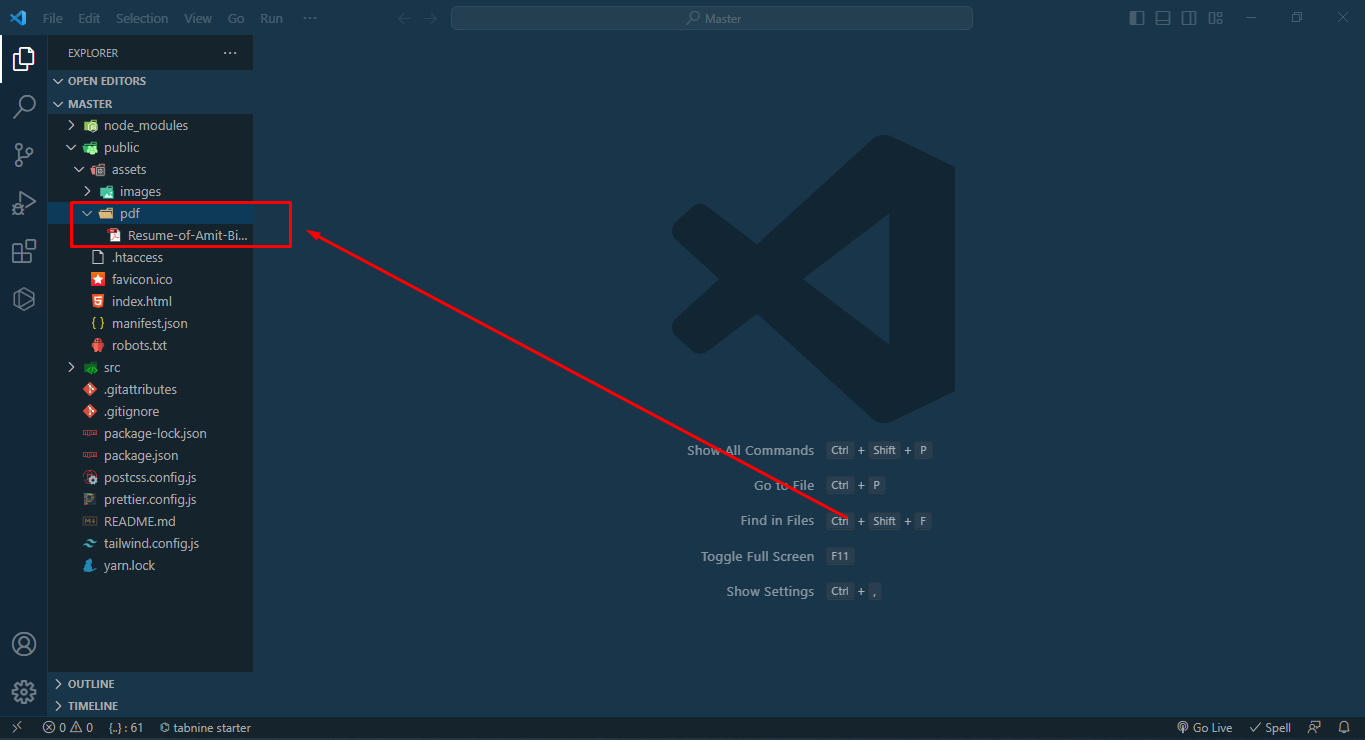 File Edit Selection View Go Run ···
Master
EXPLORER ···
OPEN EDITORS
MASTER
node_modules
public
assets
images
pdf
Resume-of-Amit-Bi...
.htaccess
favicon.ico
index.html
manifest.json
robots.txt
src
.gitattributes
.gitignore
package-lock.json
package.json
postcss.config.js
prettier.config.js
README.md
tailwind.config.js
yarn.lock
Show All Commands Ctrl + Shift + P
Go to File Ctrl + P
Find in Files Ctrl + Shift + F
Toggle Full Screen F11
Show Settings Ctrl + ,
OUTLINE
TIMELINE
0 0 {..} : 61 tabnine starter Go Live Spell